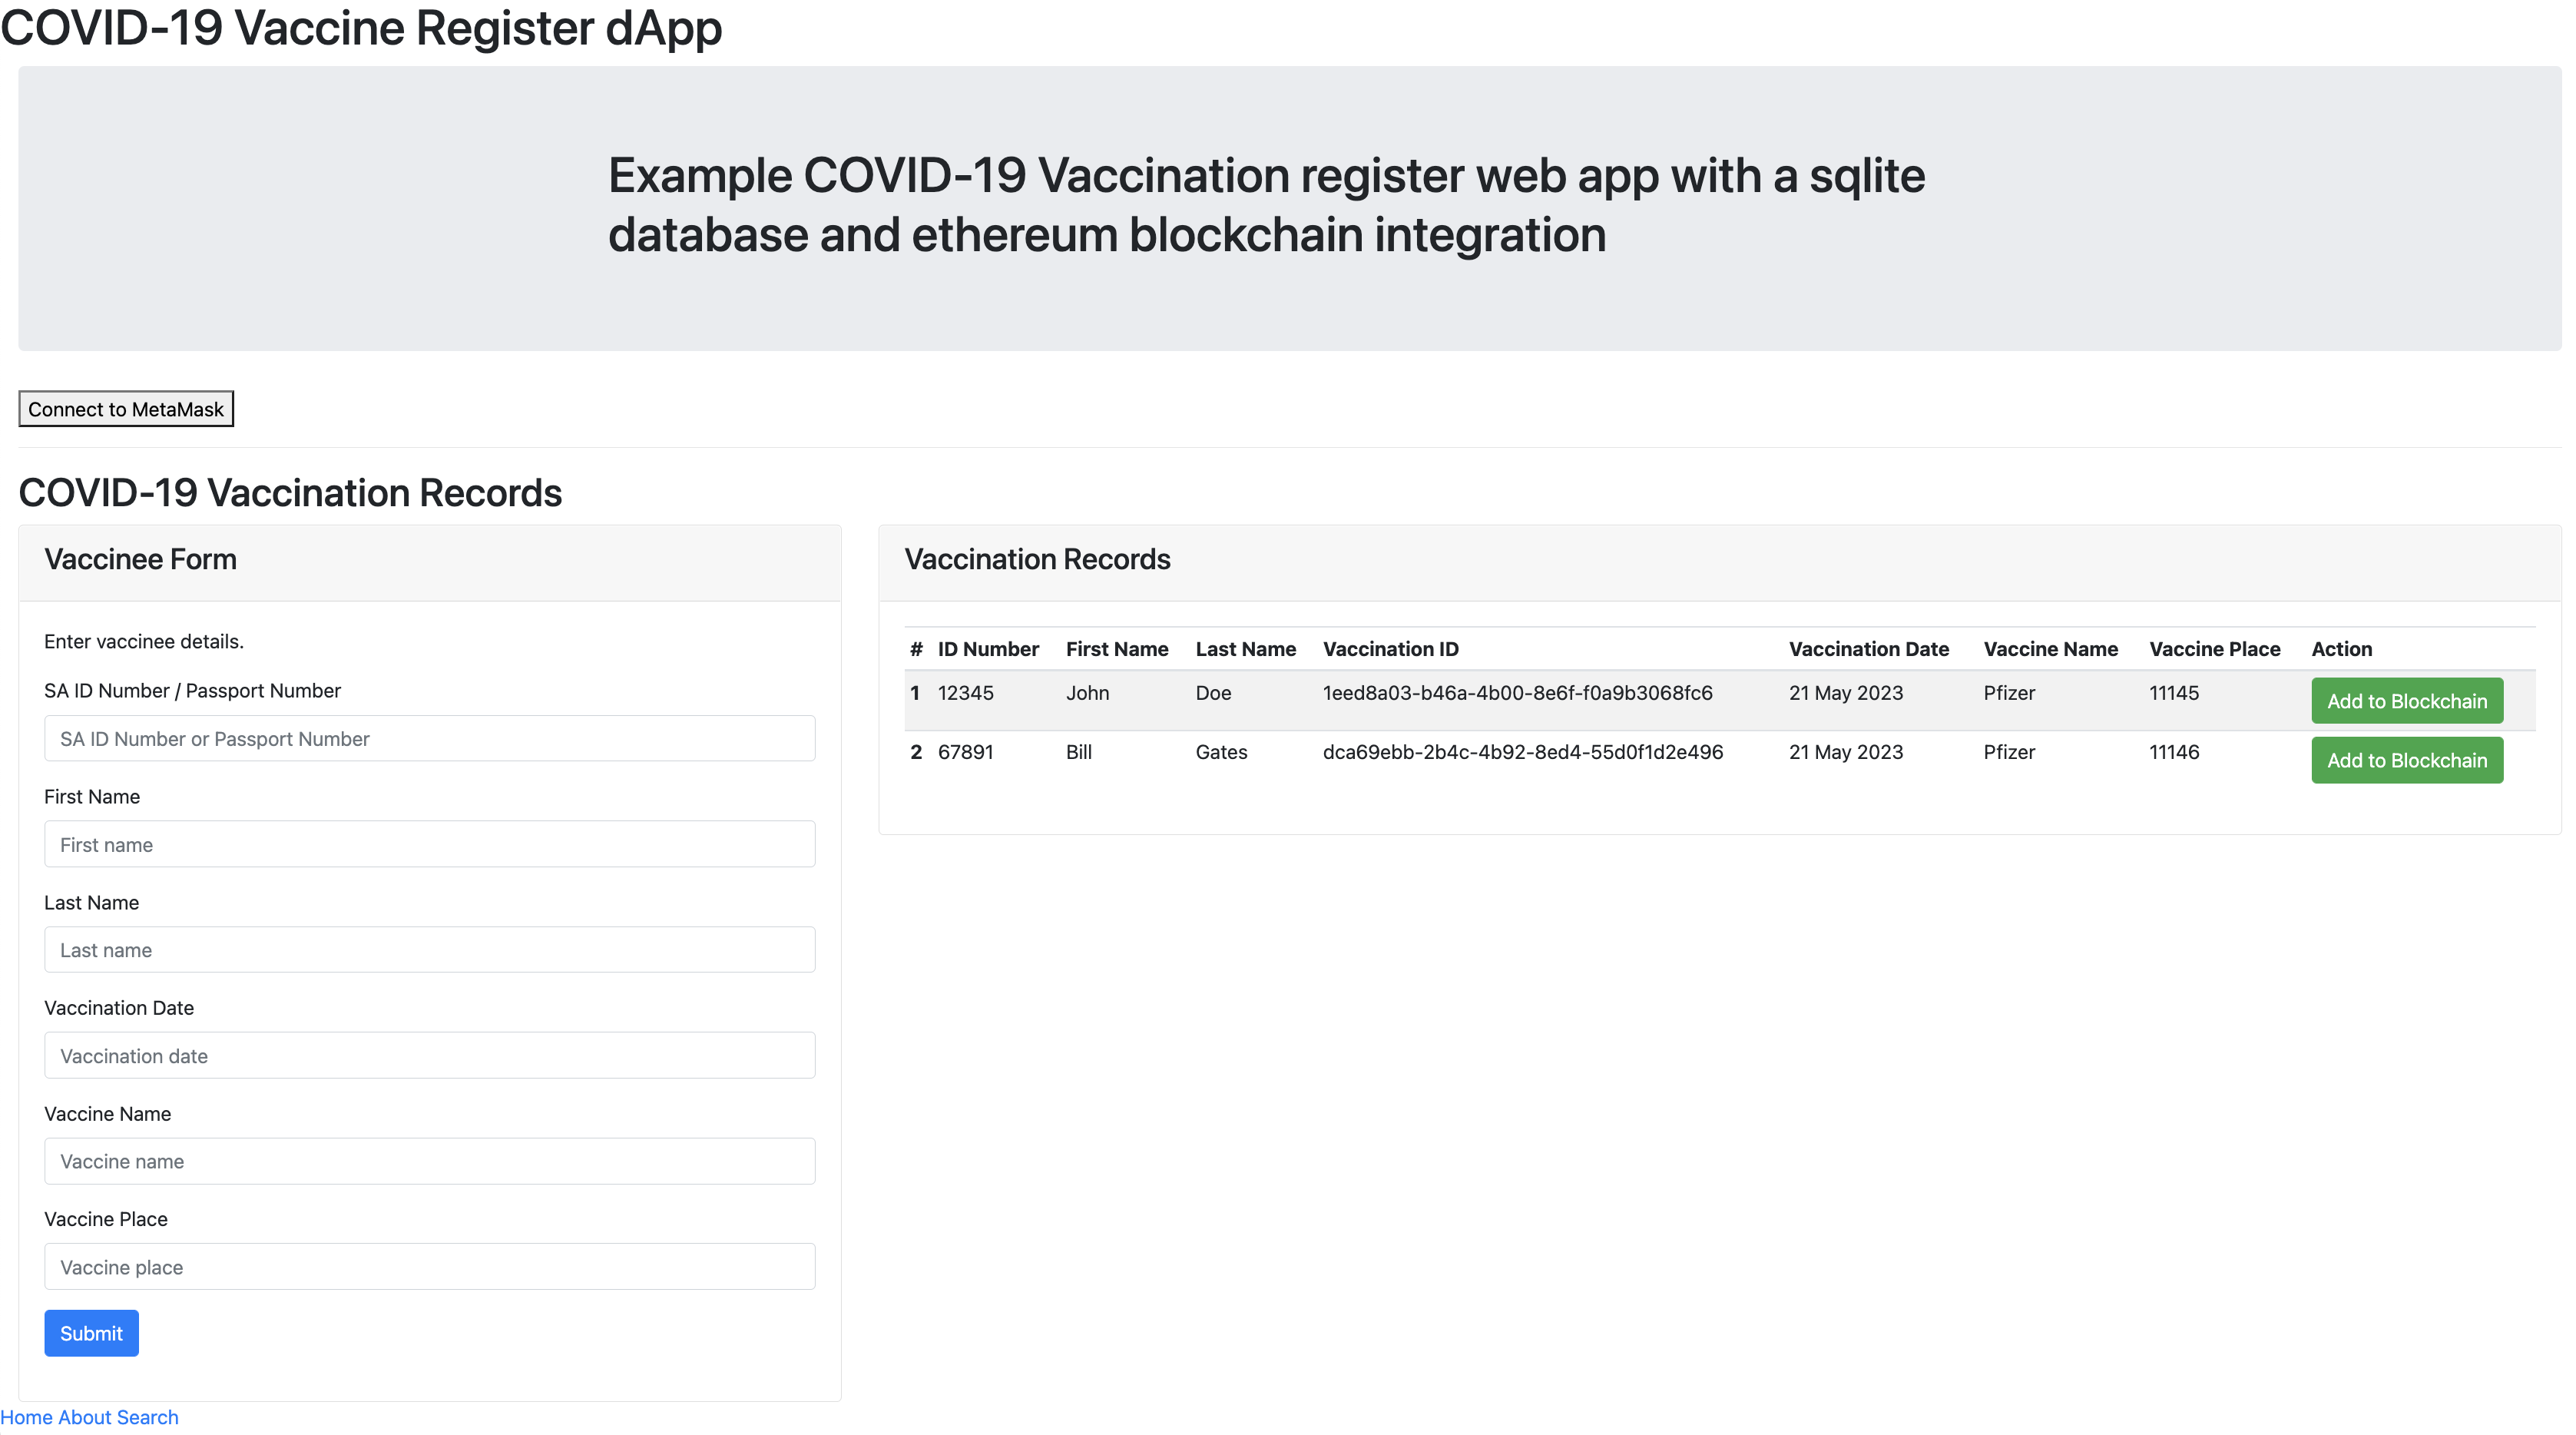 COVID-19 Vaccine Register dApp
Example COVID-19 Vaccination register web app with a sqlite
database and ethereum blockchain integration
Connect to MetaMask
COVID-19 Vaccination Records
Vaccinee Form
Enter vaccinee details.
SA ID Number / Passport Number
SA ID Number or Passport Number
First Name
First name
Last Name
Last name
Vaccination Date
Vaccination date
Vaccine Name
Vaccine name
Vaccine Place
Vaccine place
Submit
Vaccination Records
# ID Number First Name Last Name Vaccination ID Vaccination Date Vaccine Name Vaccine Place Action
1 12345 John Doe 1eed8a03-b46a-4b00-8e6f-f0a9b3068fc6 21 May 2023 Pfizer 11145 Add to Blockchain
2 67891 Bill Gates dca69ebb-2b4c-4b92-8ed4-55d0f1d2e496 21 May 2023 Pfizer 11146 Add to Blockchain
Home About Search